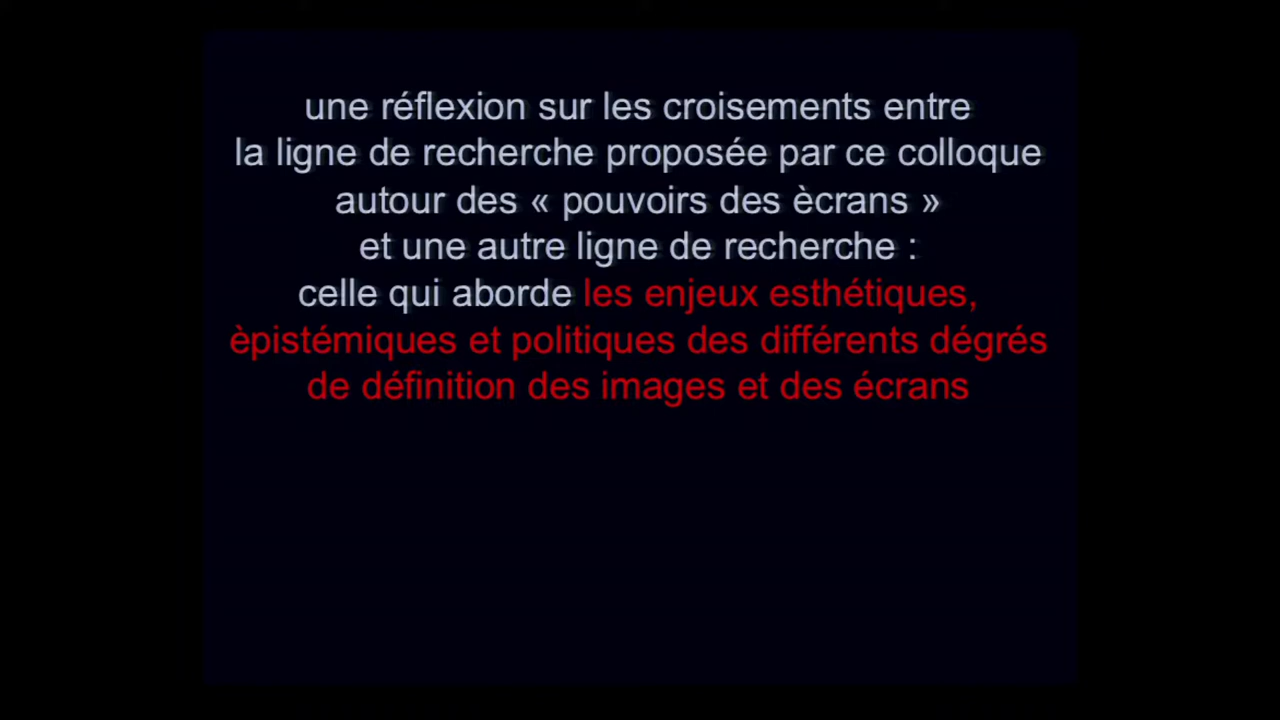 une réflexion sur les croisements entre
la ligne de recherche proposée par ce colloque
autour des « pouvoirs des ècrans »
et une autre ligne de recherche :
celle qui aborde les enjeux esthétiques,
èpistémiques et politiques des différents dégrés
de définition des images et des écrans